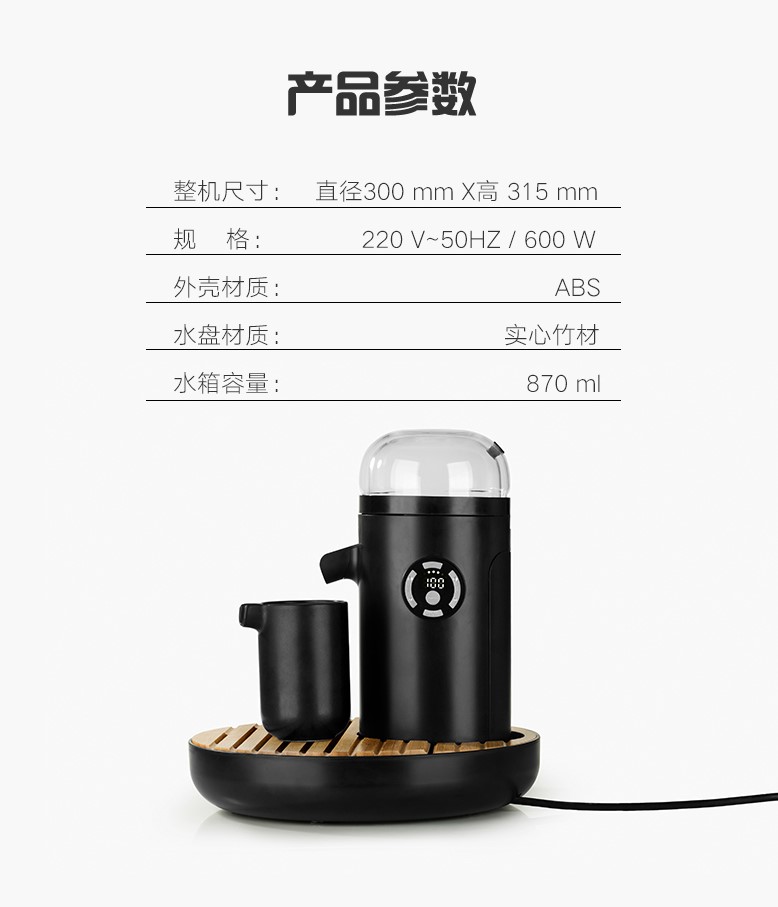 产品参数
整机尺寸: 直径300 mm X高 315 mm
规 格: 220 V~50HZ / 600 W
外壳材质: ABS
水盘材质: 实心竹材
水箱容量: 870 ml
100